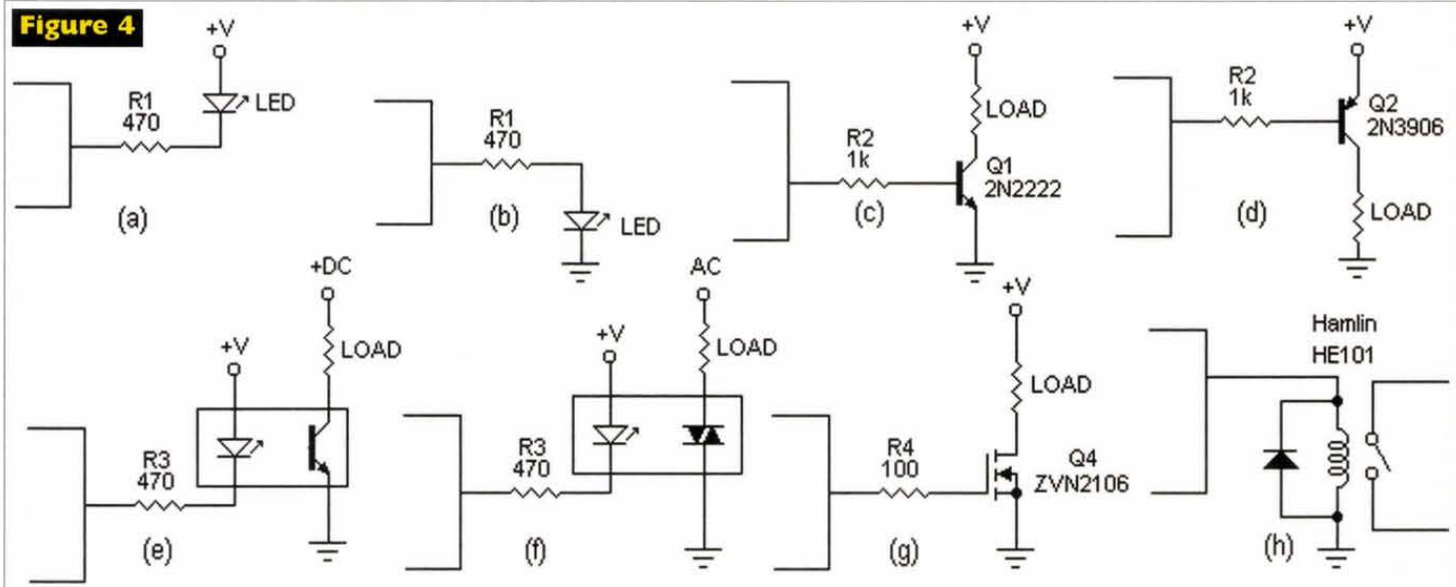 Figure 4
+V
LED
R1
470
(a)
R1
470
LED
(b)
+V
LOAD
R2
1k
Q1
2N2222
(c)
+V
R2
1k
Q2
2N3906
LOAD
(d)
+DC
LOAD
+V
R3
470
(e)
AC
LOAD
+V
R3
470
(f)
+V
LOAD
R4
100
Q4
ZVN2106
(g)
Hamlin
HE101
(h)